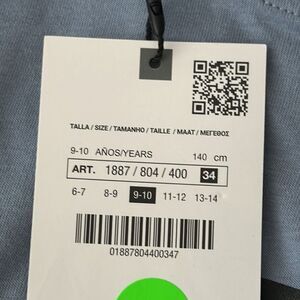 TALLA / SIZE / TAMANHO / TAILLE / MAAT / ΜΕΓΕΘΟΣ
9-10 AÑOS/YEARS 140 cm
ART. 1887 / 804 / 400 34
6-7 8-9 9-10 11-12 13-14
01887804400347